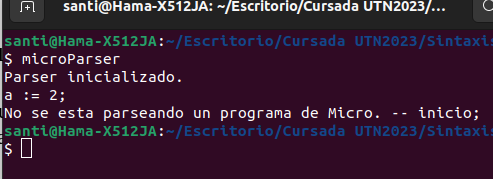 santi@Hama-X512JA: ~/Escritorio/Cursada UTN2023/...
santi@Hama-X512JA:~/Escritorio/Cursada UTN2023/Sintaxis
$ microParser
Parser inicializado.
a := 2;
No se esta parseando un programa de Micro. -- inicio;
santi@Hama-X512JA:~/Escritorio/Cursada UTN2023/Sintaxis
$